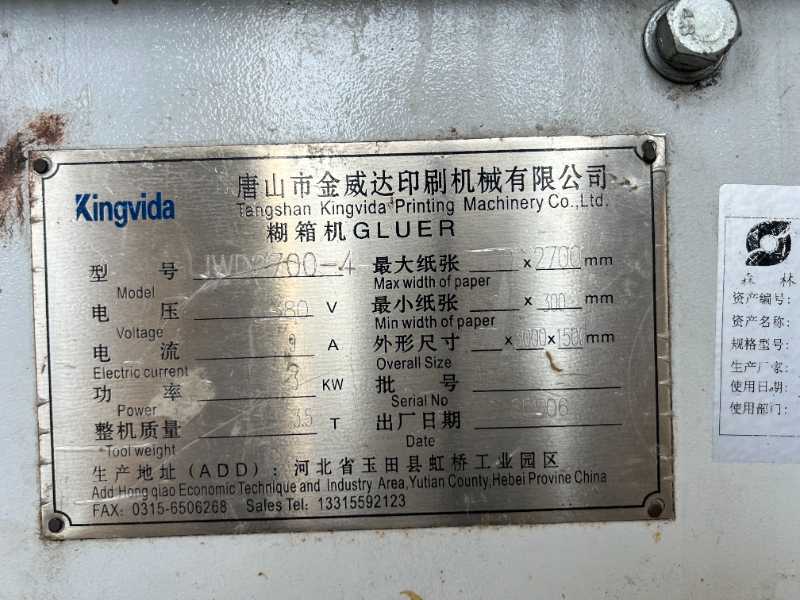 Kingvida
唐山市金威达印刷机械有限公司
Tangshan Kingvida Printing Machinery Co.,Ltd.
糊箱机GLUER
型 号 JWD2700-4 最大纸张 × 2700 mm
Model Max width of paper
电 压 380 V 最小纸张 × 300 mm
Voltage Min width of paper
电 流 A 外形尺寸 × × 1500 mm
Electric current Overall Size
功 率 3 KW 批 号
Power Serial No
整机质量 3.5 T 出厂日期
Tool weight Date
生产地址(ADD): 河北省玉田县虹桥工业园区
Add Hong qiao Economic Technique and Industry Area,Yutian County,Hebei Provine China
FAX: 0315-6506268 Sales Tel: 13315592123
森 林
资产编号:
资产名称:
规格型号:
生产厂家:
使用日期:
使用部门: